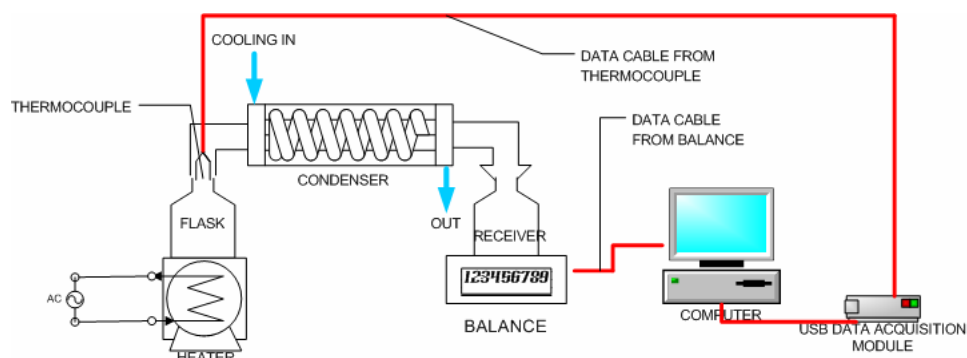 COOLING IN
DATA CABLE FROM
THERMOCOUPLE
THERMOCOUPLE
DATA CABLE
FROM BALANCE
CONDENSER
FLASK
OUT
RECEIVER
123456789
AC
BALANCE
COMPUTER
USB DATA ACQUISITION
MODULE
HEATER